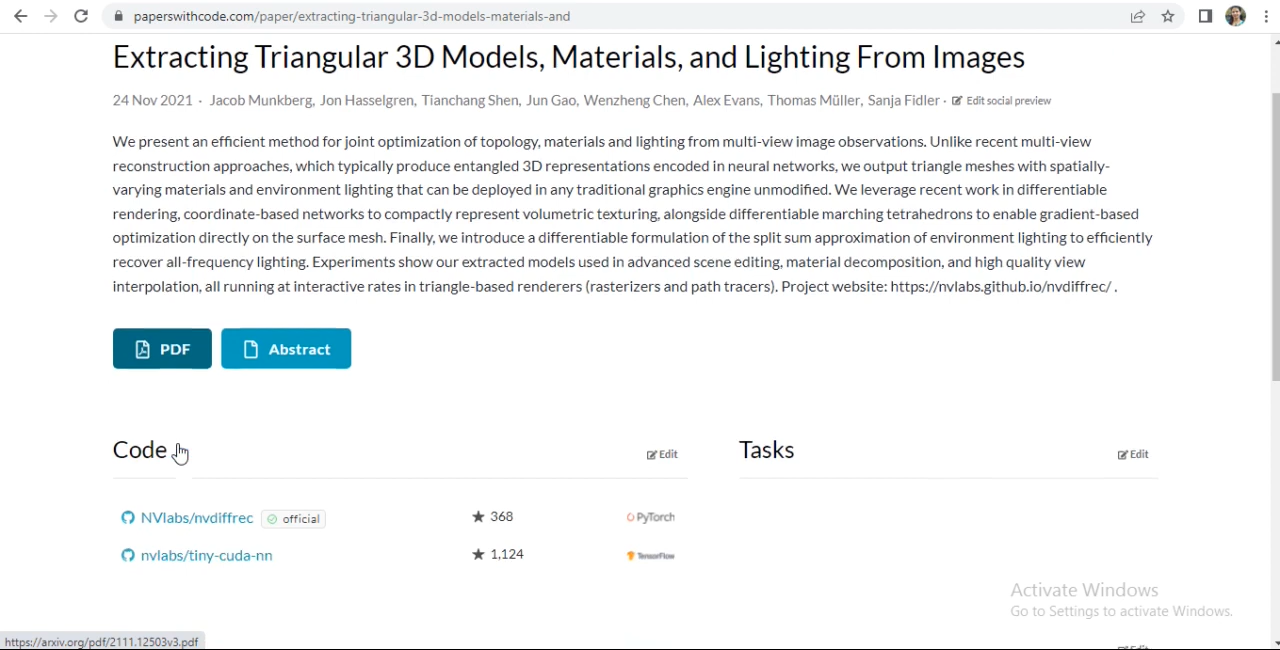 paperswithcode.com/paper/extracting-triangular-3d-models-materials-and
Extracting Triangular 3D Models, Materials, and Lighting From Images
24 Nov 2021 · Jacob Munkberg, Jon Hasselgren, Tianchang Shen, Jun Gao, Wenzheng Chen, Alex Evans, Thomas Müller, Sanja Fidler · Edit social preview
We present an efficient method for joint optimization of topology, materials and lighting from multi-view image observations. Unlike recent multi-view
reconstruction approaches, which typically produce entangled 3D representations encoded in neural networks, we output triangle meshes with spatially-
varying materials and environment lighting that can be deployed in any traditional graphics engine unmodified. We leverage recent work in differentiable
rendering, coordinate-based networks to compactly represent volumetric texturing, alongside differentiable marching tetrahedrons to enable gradient-based
optimization directly on the surface mesh. Finally, we introduce a differentiable formulation of the split sum approximation of environment lighting to efficiently
recover all-frequency lighting. Experiments show our extracted models used in advanced scene editing, material decomposition, and high quality view
interpolation, all running at interactive rates in triangle-based renderers (rasterizers and path tracers). Project website: https://nvlabs.github.io/nvdiffrec/ .
PDF Abstract
Code Edit Tasks Edit
NVlabs/nvdiffrec official 368 PyTorch
nvlabs/tiny-cuda-nn 1,124 TensorFlow
Activate Windows
Go to Settings to activate Windows.
https://arxiv.org/pdf/2111.12503v3.pdf